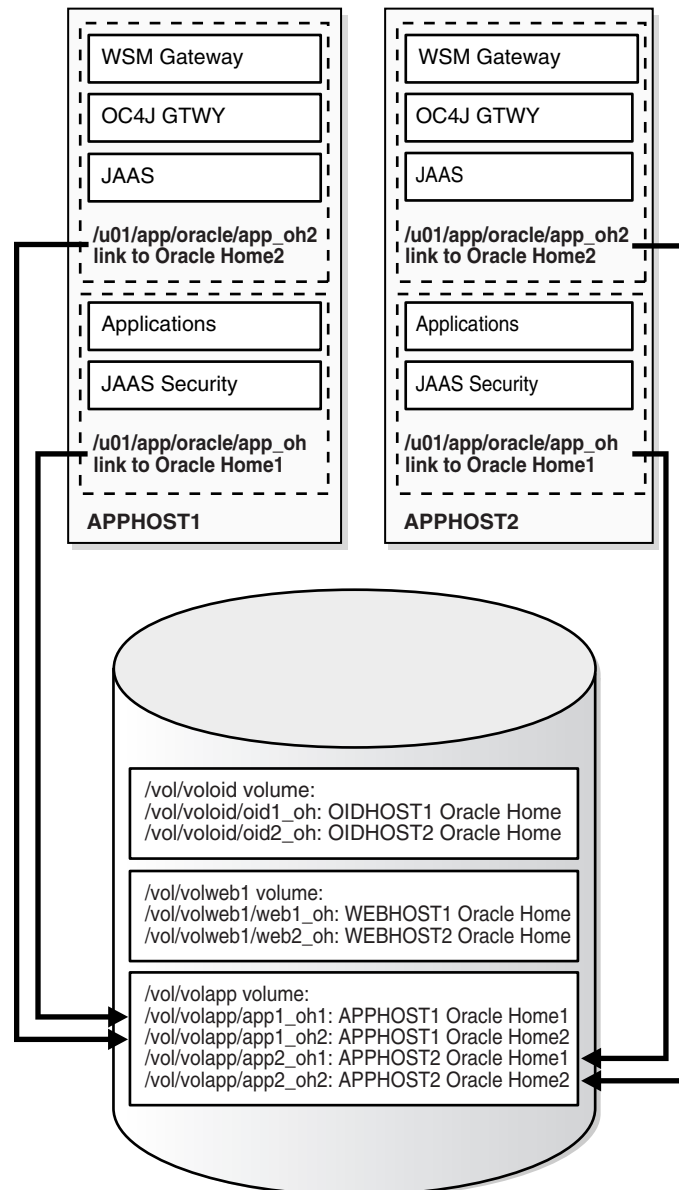 WSM Gateway
OC4J GTWY
JAAS
/u01/app/oracle/app_oh2
link to Oracle Home2
Applications
JAAS Security
/u01/app/oracle/app_oh
link to Oracle Home1
APPHOST1
WSM Gateway
OC4J GTWY
JAAS
/u01/app/oracle/app_oh2
link to Oracle Home2
Applications
JAAS Security
/u01/app/oracle/app_oh
link to Oracle Home1
APPHOST2
/vol/voloid volume:
/vol/voloid/oid1_oh: OIDHOST1 Oracle Home
/vol/voloid/oid2_oh: OIDHOST2 Oracle Home
/vol/volweb1 volume:
/vol/volweb1/web1_oh: WEBHOST1 Oracle Home
/vol/volweb1/web2_oh: WEBHOST2 Oracle Home
/vol/volapp volume:
/vol/volapp/app1_oh1: APPHOST1 Oracle Home1
/vol/volapp/app1_oh2: APPHOST1 Oracle Home2
/vol/volapp/app2_oh1: APPHOST2 Oracle Home1
/vol/volapp/app2_oh2: APPHOST2 Oracle Home2